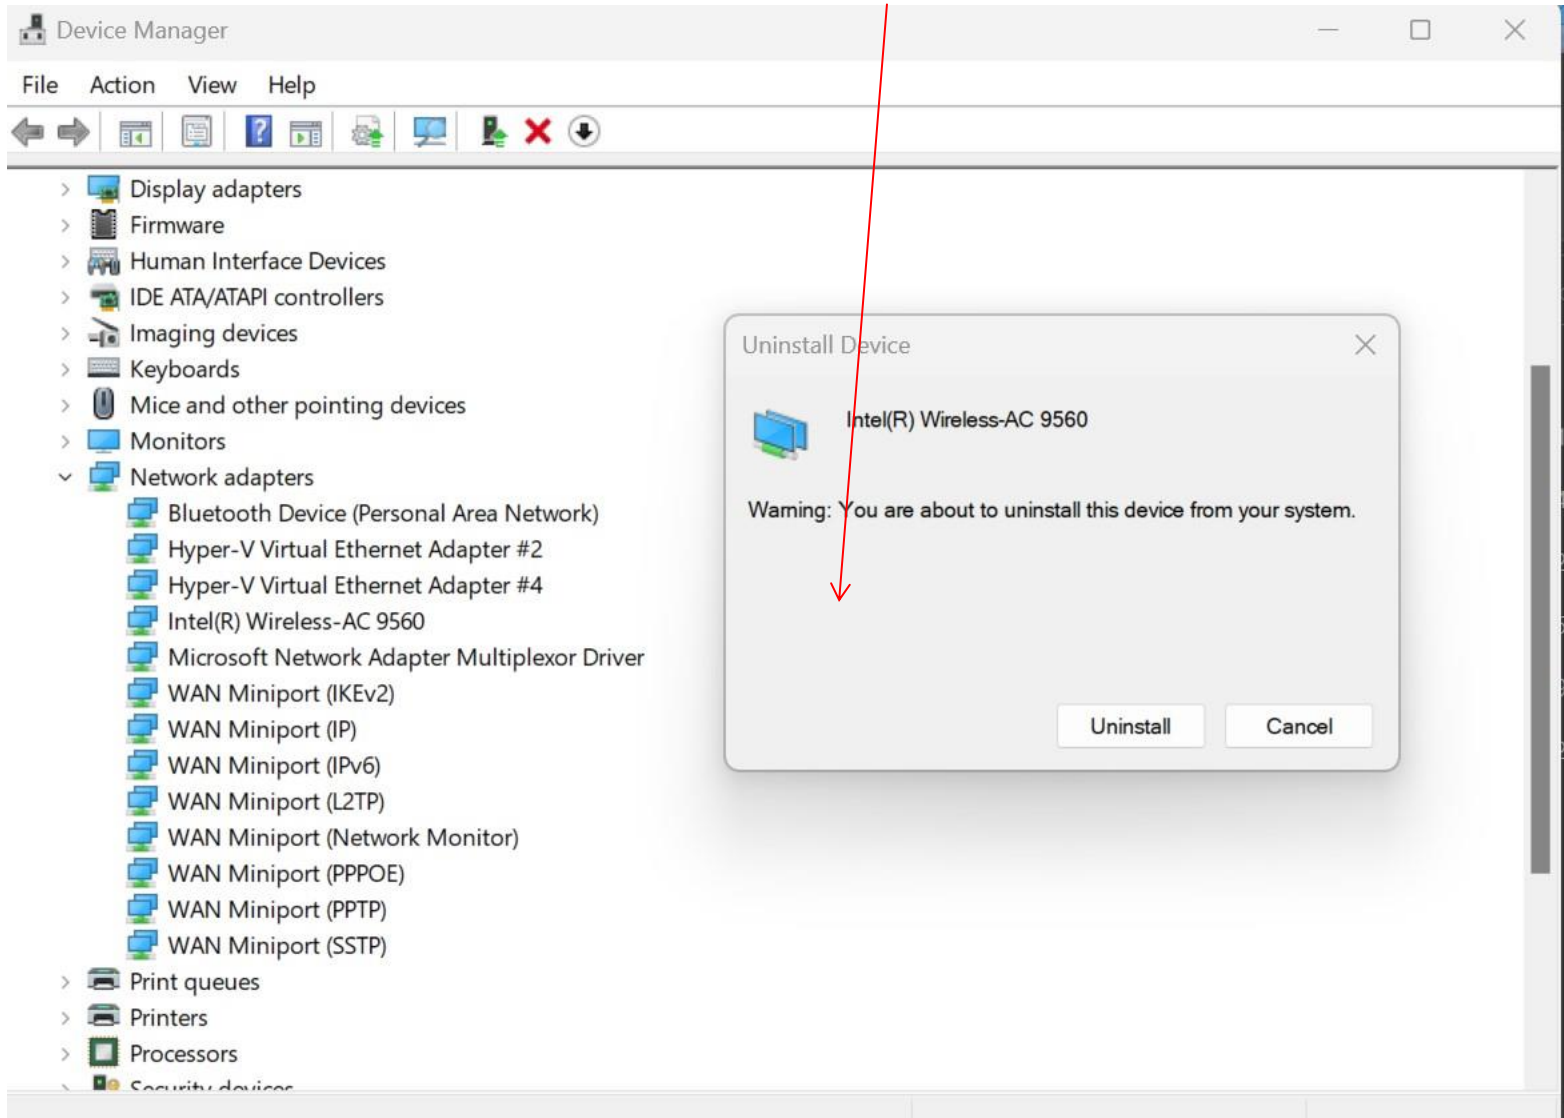 Device Manager
File Action View Help
Display adapters
Firmware
Human Interface Devices
IDE ATA/ATAPI controllers
Imaging devices
Keyboards
Mice and other pointing devices
Monitors
Network adapters
Bluetooth Device (Personal Area Network)
Hyper-V Virtual Ethernet Adapter #2
Hyper-V Virtual Ethernet Adapter #4
Intel(R) Wireless-AC 9560
Microsoft Network Adapter Multiplexor Driver
WAN Miniport (IKEv2)
WAN Miniport (IP)
WAN Miniport (IPv6)
WAN Miniport (L2TP)
WAN Miniport (Network Monitor)
WAN Miniport (PPPOE)
WAN Miniport (PPTP)
WAN Miniport (SSTP)
Print queues
Printers
Processors
Security devices
Uninstall Device
Intel(R) Wireless-AC 9560
Warning: You are about to uninstall this device from your system.
Uninstall Cancel